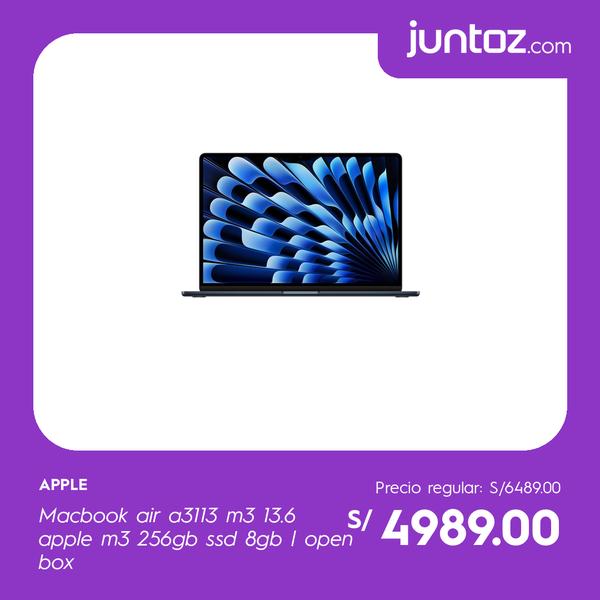 juntoz.com
APPLE
Precio regular: S/6489.00
Macbook air a3113 m3 13.6
apple m3 256gb ssd 8gb | open
box
S/ 4989.00